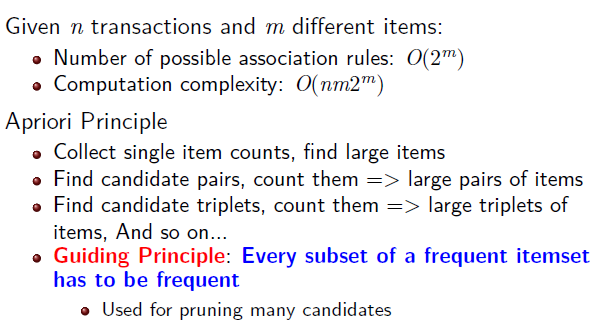 Given n transactions and m different items:
Number of possible association rules: O(2^m)
Computation complexity: O(nm2^m)
Apriori Principle
Collect single item counts, find large items
Find candidate pairs, count them => large pairs of items
Find candidate triplets, count them => large triplets of
items, And so on...
Guiding Principle: Every subset of a frequent itemset
has to be frequent
Used for pruning many candidates